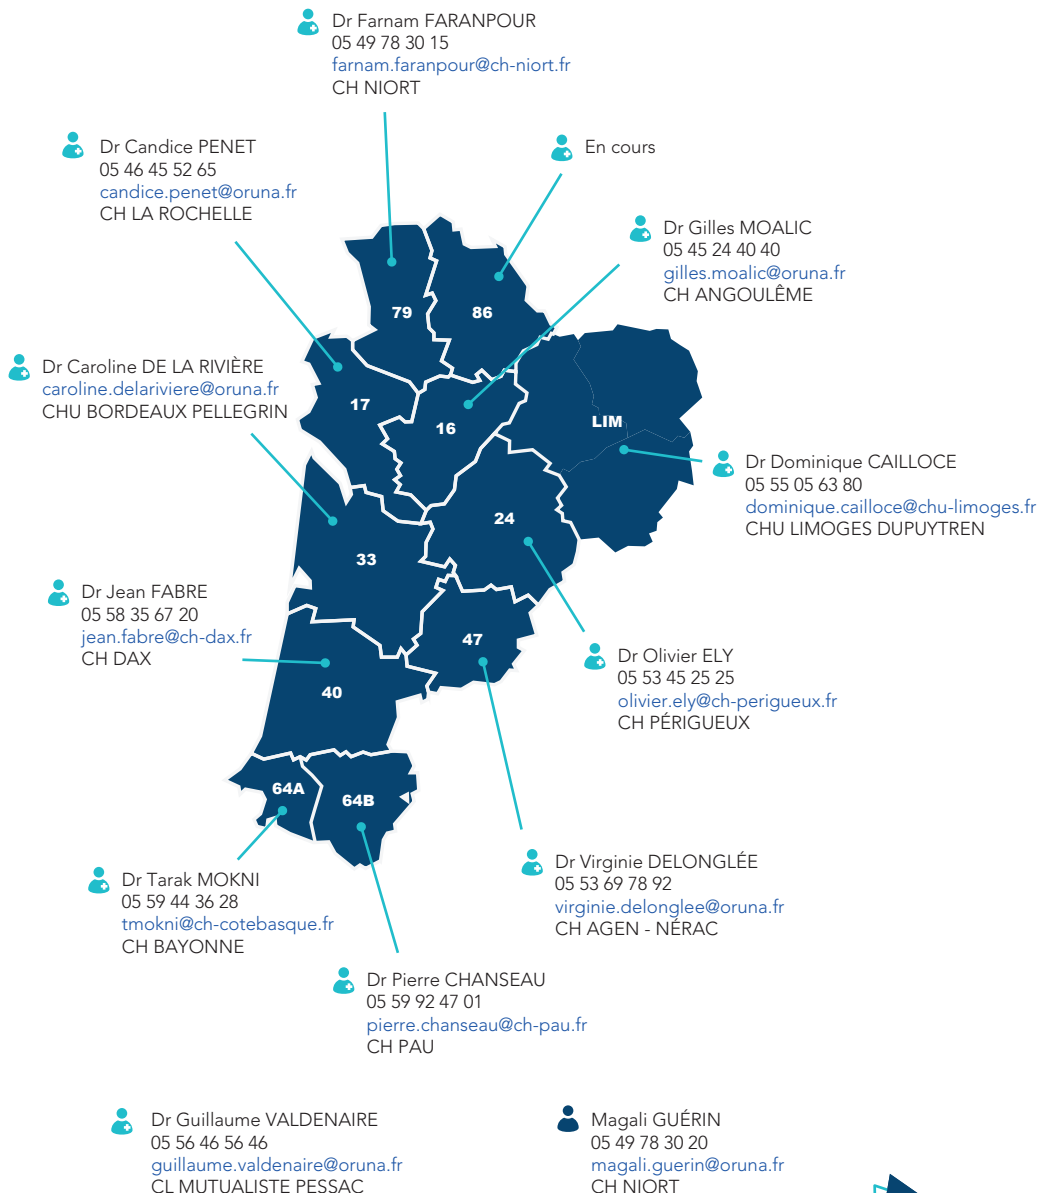 Dr Farnam FARANPOUR
05 49 78 30 15
farnam.faranpour@ch-niort.fr
CH NIORT
Dr Candice PENET
05 46 45 52 65
candice.penet@oruna.fr
CH LA ROCHELLE
En cours
Dr Gilles MOALIC
05 45 24 40 40
gilles.moalic@oruna.fr
CH ANGOULÊME
79
86
Dr Caroline DE LA RIVIÈRE
caroline.delariviere@oruna.fr
CHU BORDEAUX PELLEGRIN
17
16
LIM
Dr Dominique CAILLOCE
05 55 05 63 80
dominique.cailloce@chu-limoges.fr
CHU LIMOGES DUPUYTREN
24
33
Dr Jean FABRE
05 58 35 67 20
jean.fabre@ch-dax.fr
CH DAX
47
40
Dr Olivier ELY
05 53 45 25 25
olivier.ely@ch-perigueux.fr
CH PÉRIGUEUX
64A
64B
Dr Virginie DELONGLÉE
05 53 69 78 92
virginie.delonglee@oruna.fr
CH AGEN - NÉRAC
Dr Tarak MOKNI
05 59 44 36 28
tmokni@ch-cotebasque.fr
CH BAYONNE
Dr Pierre CHANSEAU
05 59 92 47 01
pierre.chanseau@ch-pau.fr
CH PAU
Dr Guillaume VALDENAIRE
05 56 46 56 46
guillaume.valdenaire@oruna.fr
CL MUTUALISTE PESSAC
Magali GUÉRIN
05 49 78 30 20
magali.guerin@oruna.fr
CH NIORT